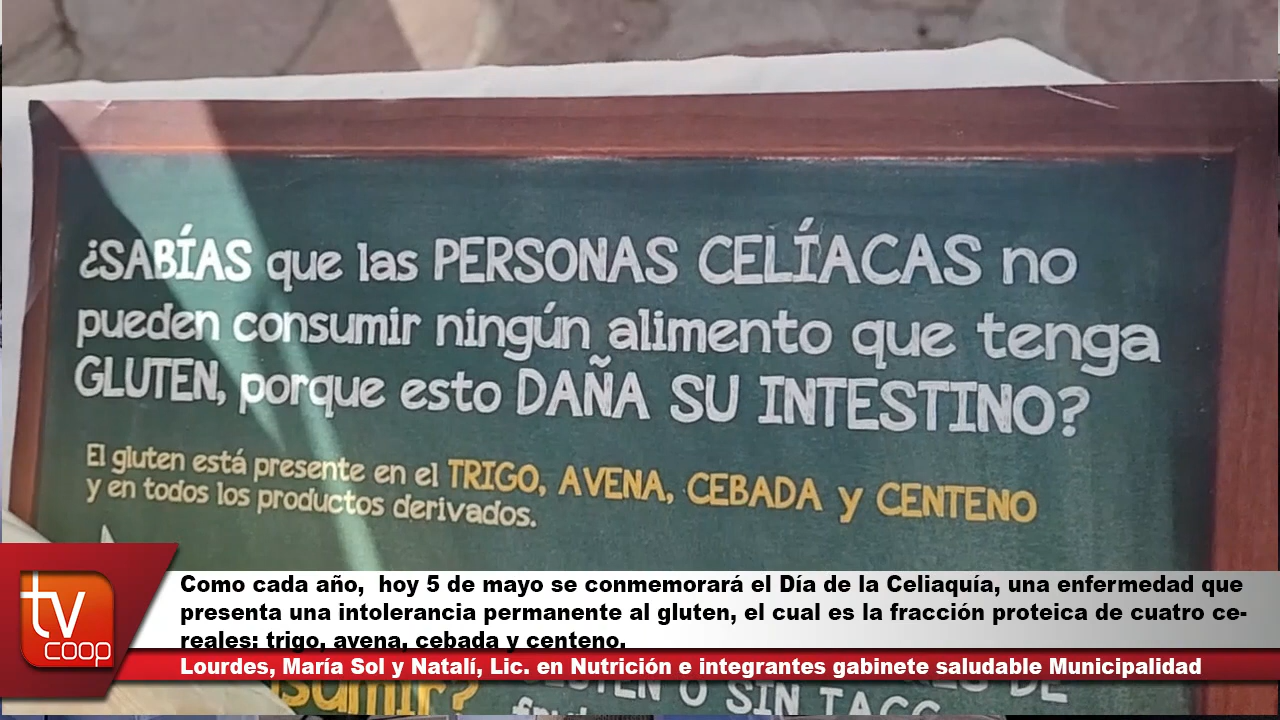 ¿SABÍAS que las PERSONAS CELÍACAS no
pueden consumir ningún alimento que tenga
GLUTEN, porque esto DAÑA SU INTESTINO?
El gluten está presente en el TRIGO, AVENA, CEBADA y CENTENO
y en todos los productos derivados.
tv
coop
Como cada año, hoy 5 de mayo se conmemorará el Día de la Celiaquía, una enfermedad que
presenta una intolerancia permanente al gluten, el cual es la fracción proteica de cuatro ce-
reales: trigo, avena, cebada y centeno.
Lourdes, María Sol y Natalí, Lic. en Nutrición e integrantes gabinete saludable Municipalidad
O SIN TACC